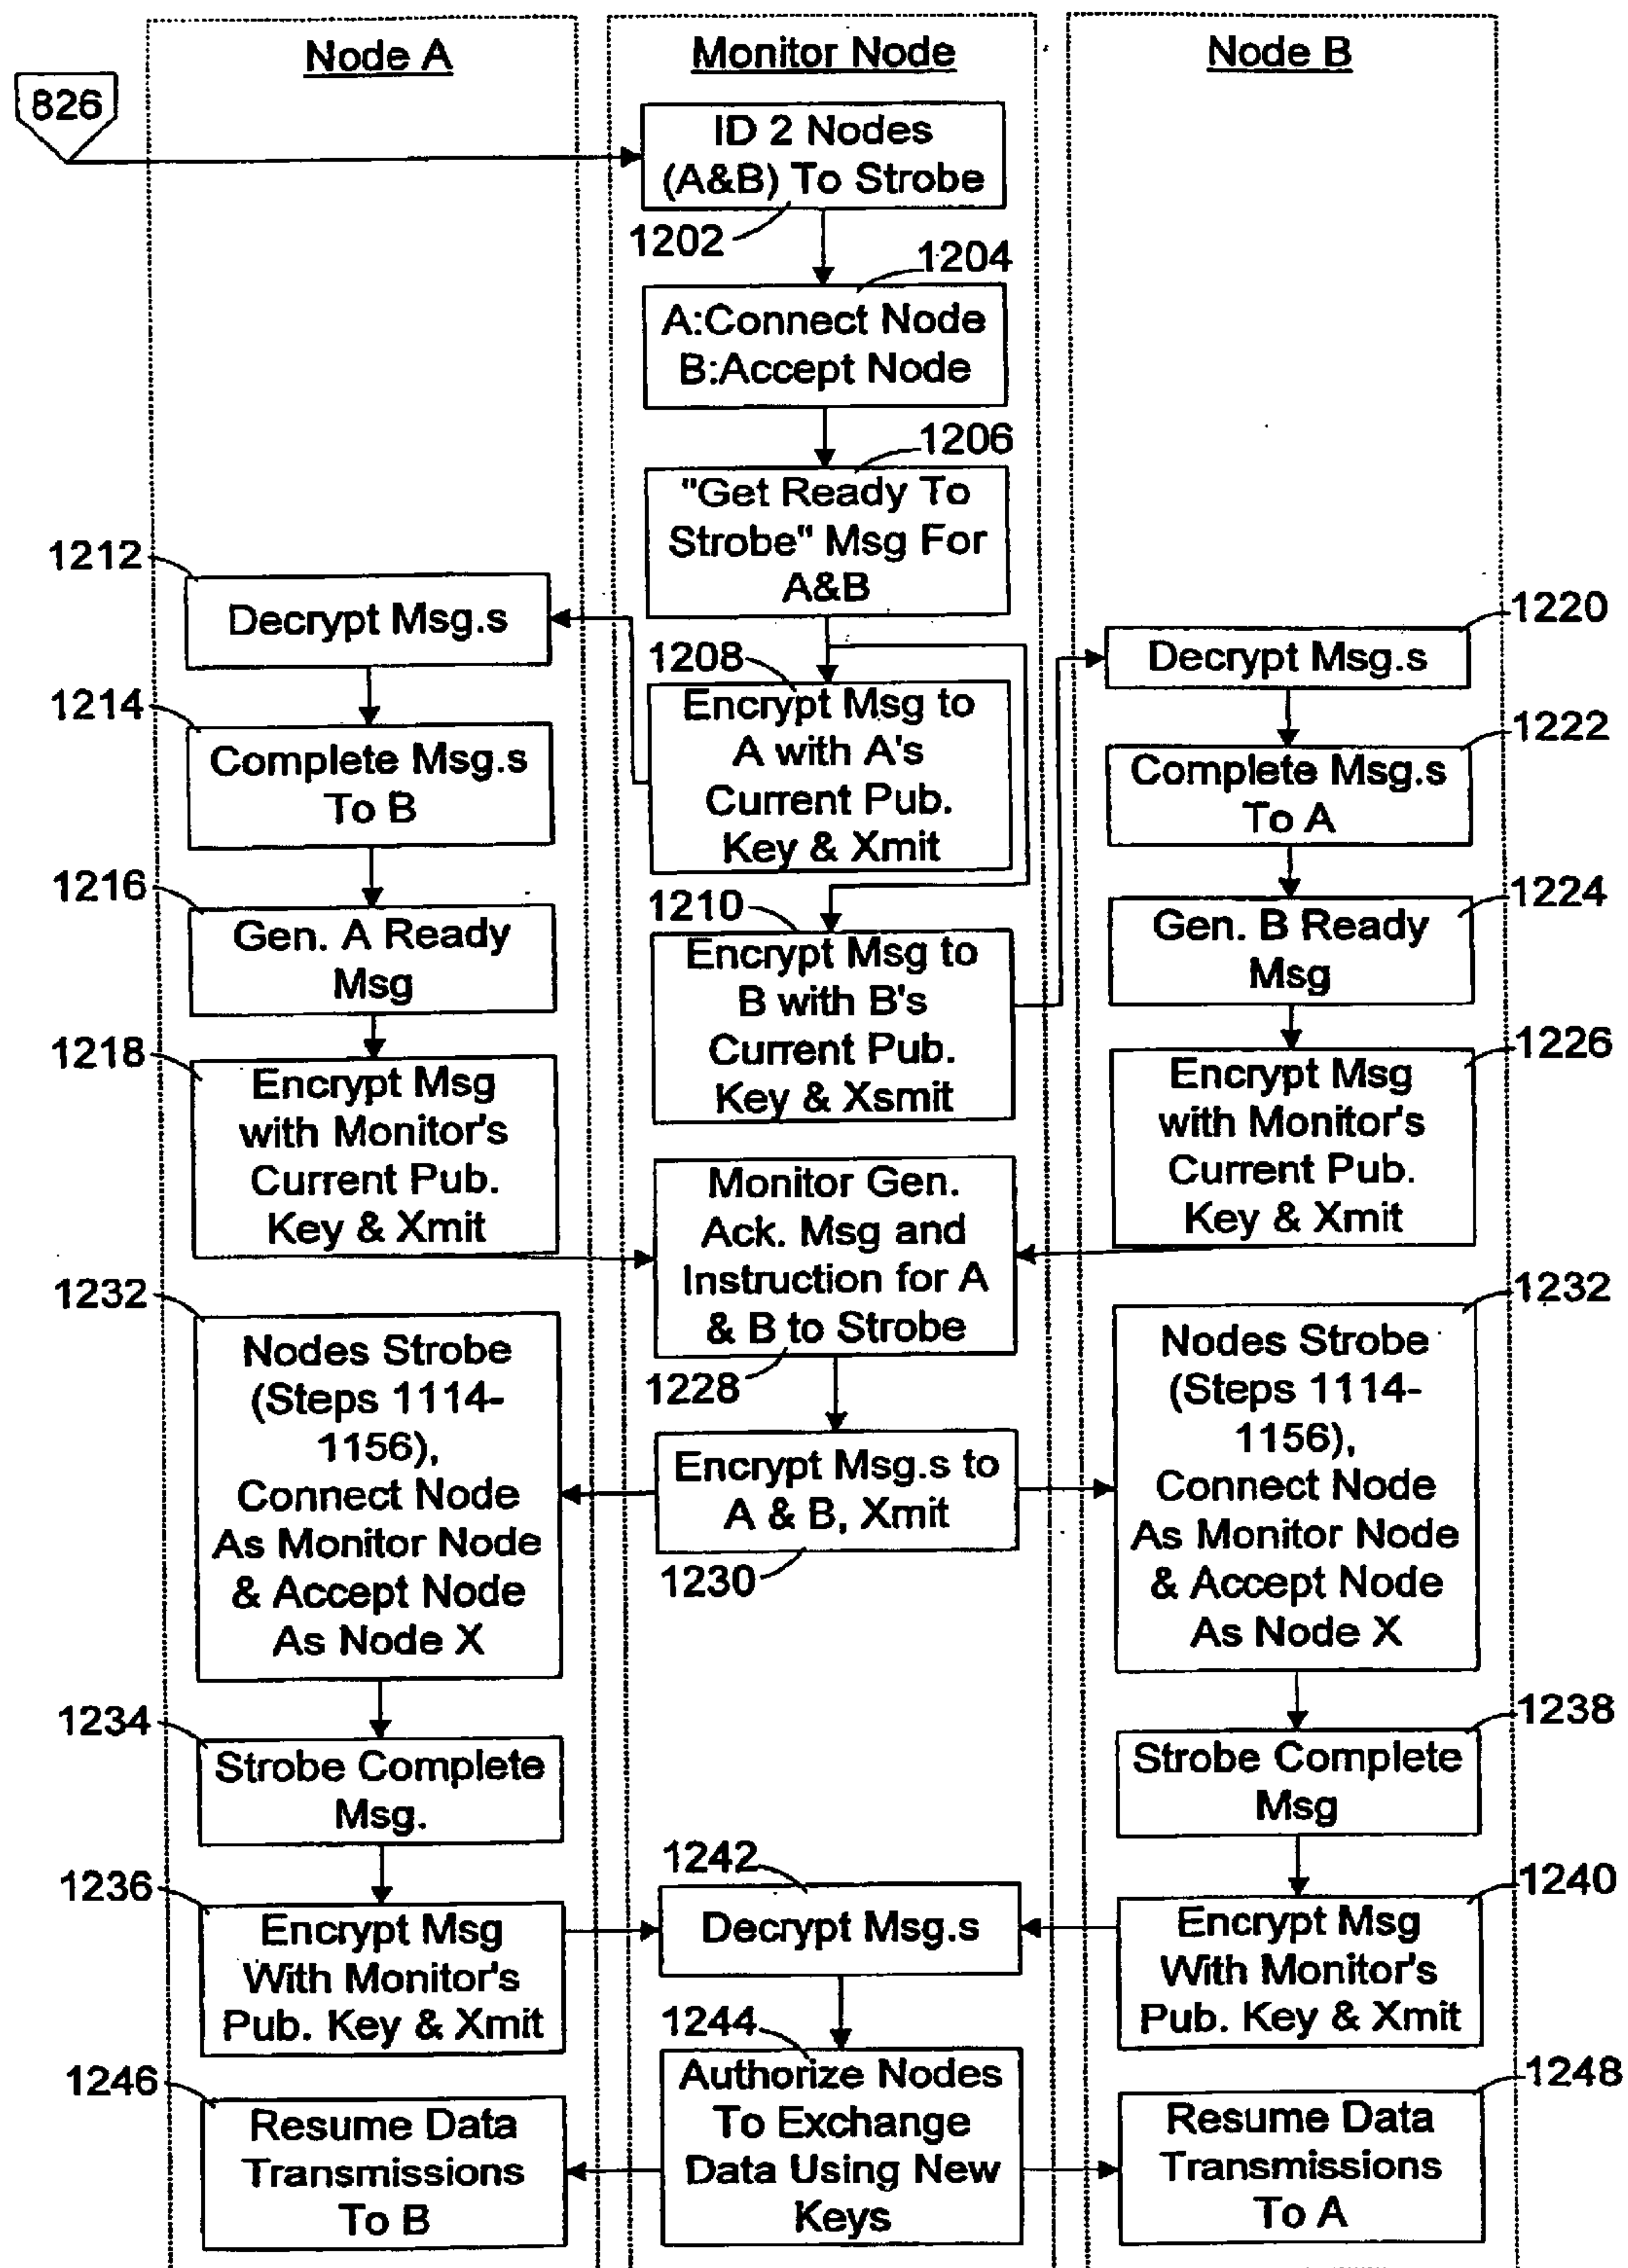 Node A
Monitor Node
Node B
826
ID 2 Nodes
(A&B) To Strobe
1202
1204
A:Connect Node
B:Accept Node
1206
"Get Ready To
Strobe" Msg For
A&B
1212
Decrypt Msg.s
1214
Complete Msg.s
To B
1216
Gen. A Ready
Msg
1218
Encrypt Msg
with Monitor's
Current Pub.
Key & Xmit
1208
Encrypt Msg to
A with A's
Current Pub.
Key & Xmit
1210
Encrypt Msg to
B with B's
Current Pub.
Key & Xsmit
1220
Decrypt Msg.s
1222
Complete Msg.s
To A
1224
Gen. B Ready
Msg
1226
Encrypt Msg
with Monitor's
Current Pub.
Key & Xmit
Monitor Gen.
Ack. Msg and
Instruction for A
& B to Strobe
1228
Encrypt Msg.s to
A & B, Xmit
1230
1232
Nodes Strobe
(Steps 1114-
1156),
Connect Node
As Monitor Node
& Accept Node
As Node X
1234
Strobe Complete
Msg.
1236
Encrypt Msg
With Monitor's
Pub. Key & Xmit
1232
Nodes Strobe
(Steps 1114-
1156),
Connect Node
As Monitor Node
& Accept Node
As Node X
1238
Strobe Complete
Msg
1240
Encrypt Msg
With Monitor's
Pub. Key & Xmit
1242
Decrypt Msg.s
1244
Authorize Nodes
To Exchange
Data Using New
Keys
1246
Resume Data
Transmissions
To B
1248
Resume Data
Transmissions
To A